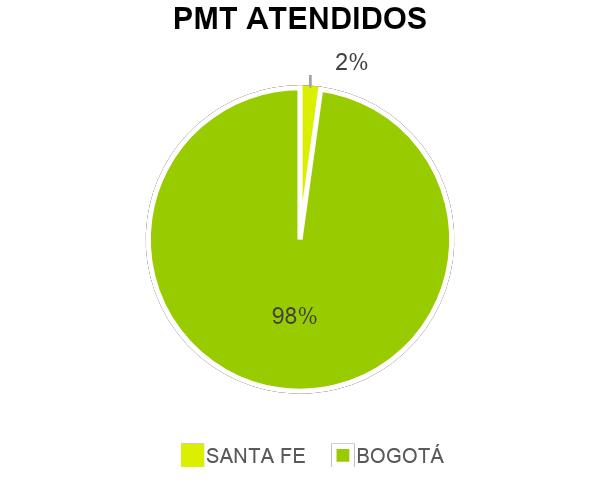 PMT ATENDIDOS
2%
98%
SANTA FE
BOGOTÁ